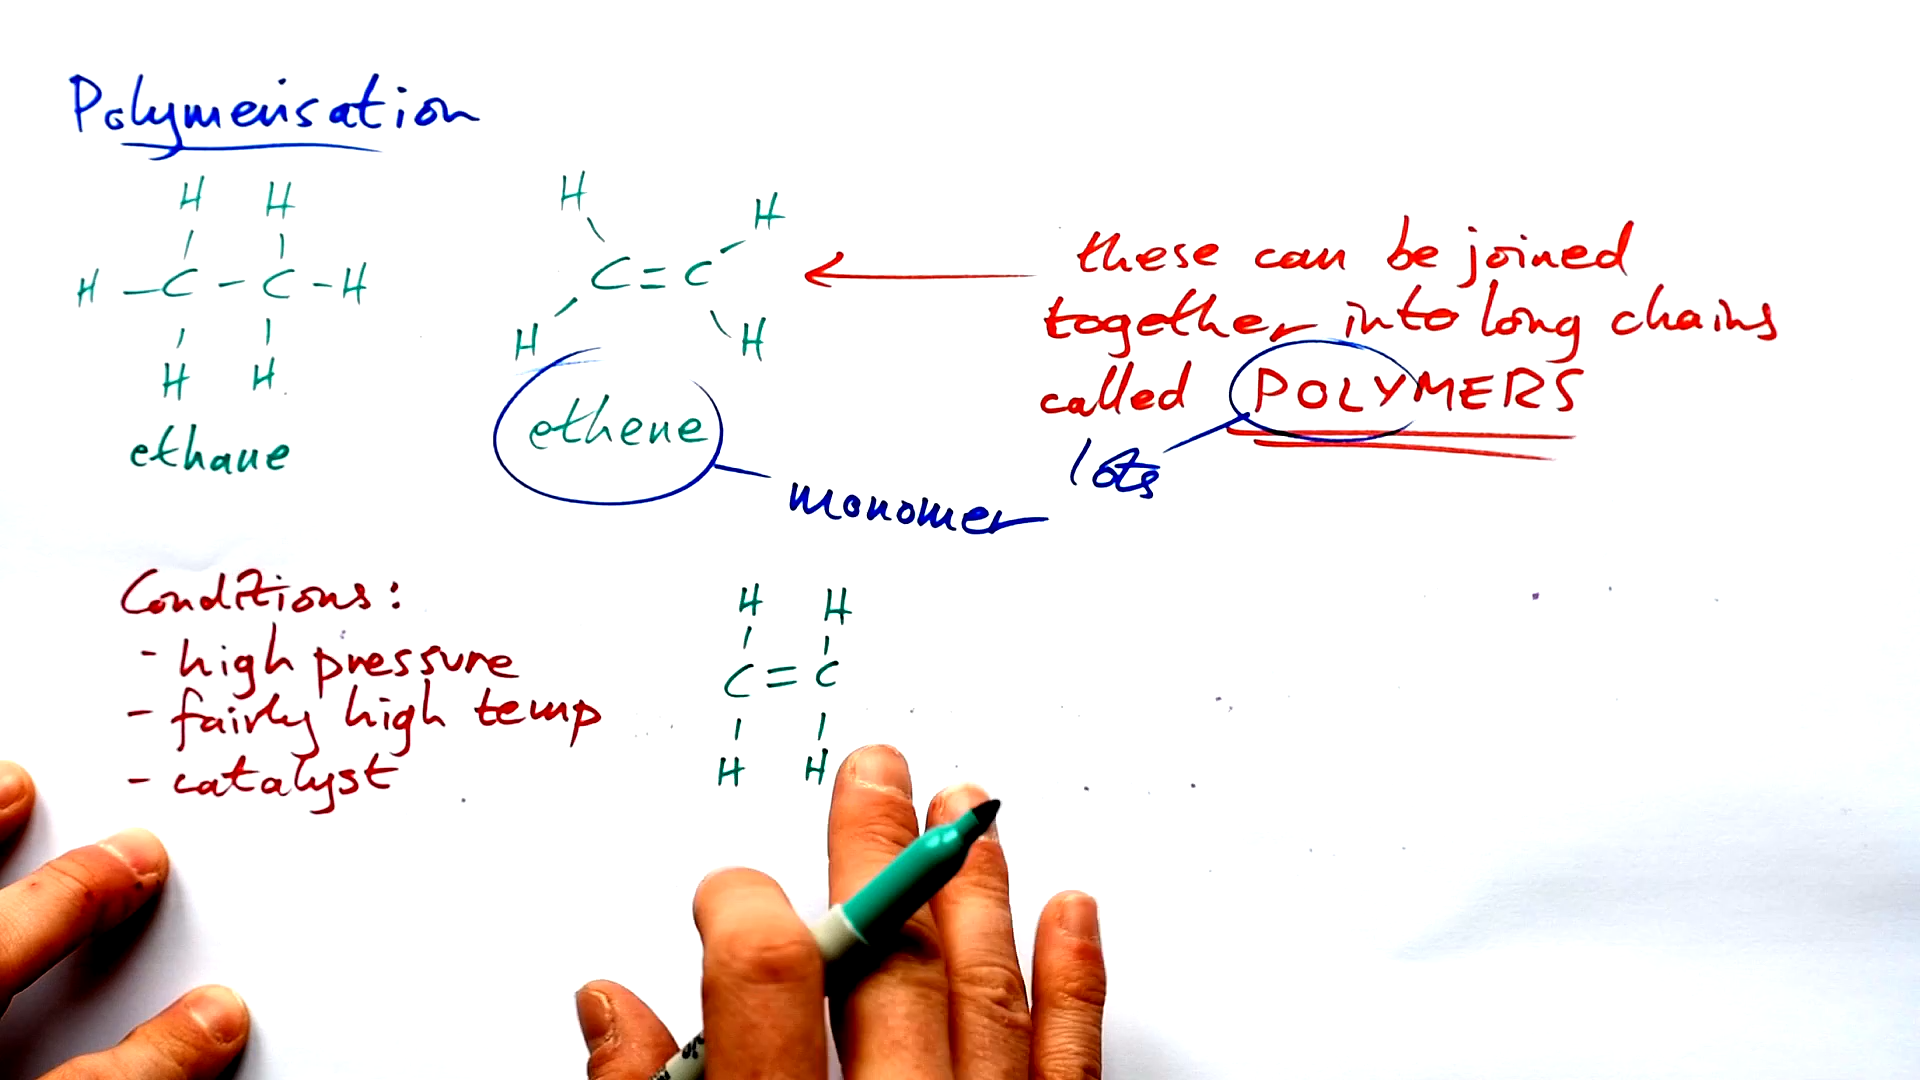 Polymerisation
H H
H – C – C – H
H H
ethane
H H
C = C
H H
ethene
monomer
these can be joined
together into long chains
called POLYMERS
lots
Conditions:
- high pressure
- fairly high temp
- catalyst
H H
C = C
H H